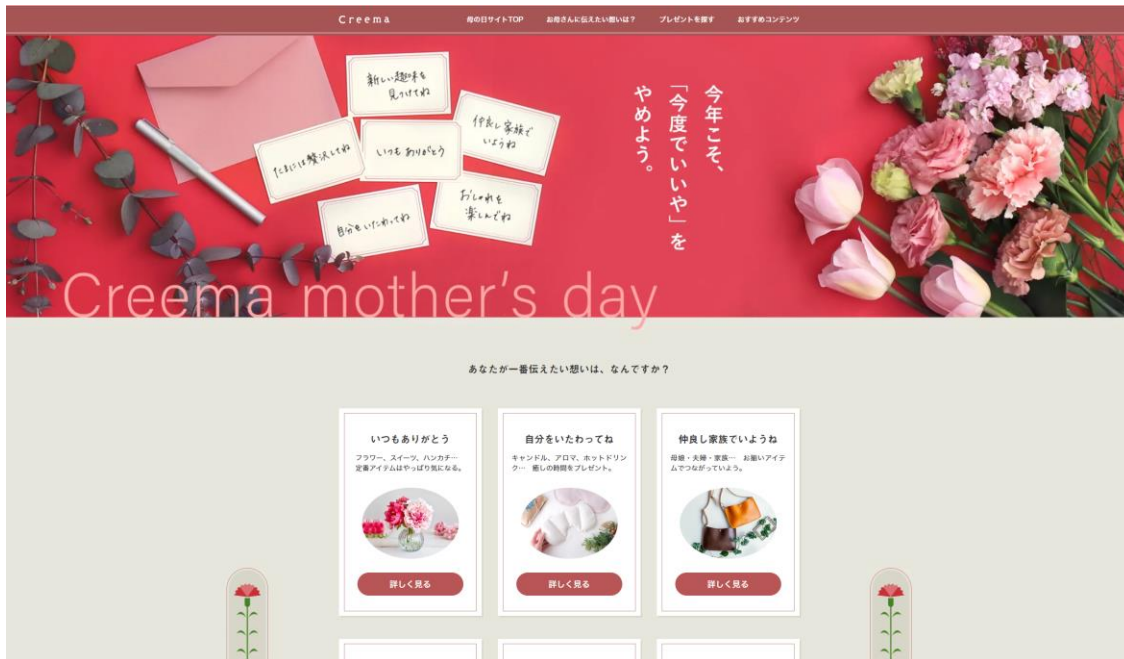 Creema
母の日サイトTOP
お母さんに伝えたい想いは？
プレゼントを探す
おすすめコンテンツ
新しい趣味を
見つけてね
仲良し家族で
いようね
たまには贅沢してね
いつもありがとう
おしゃれを
楽しんでね
自分をいたわってね
今年こそ、
「今度でいいや」を
やめよう。
Creema mother's day
あなたが一番伝えたい想いは、なんですか？
いつもありがとう
フラワー、スイーツ、ハンカチ…
定番アイテムはやっぱり気になる。
詳しく見る
自分をいたわってね
キャンドル、アロマ、ホットドリン
ク… 癒しの時間をプレゼント。
詳しく見る
仲良し家族でいようね
母娘・夫婦・家族… お揃いアイテ
ムでつながっていよう。
詳しく見る